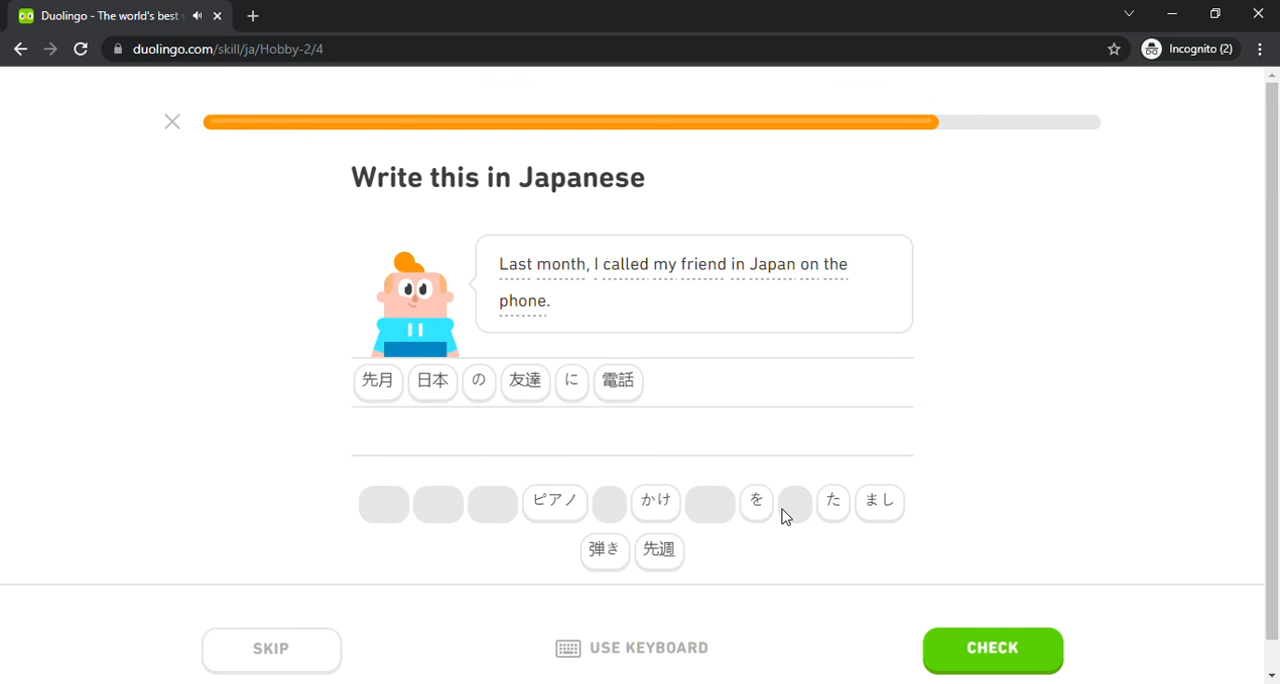 Duolingo - The world's best
duolingo.com/skill/ja/Hobby-2/4
Incognito (2)
Write this in Japanese
Last month, I called my friend in Japan on the
phone.
先月 日本 の 友達 に 電話
ピアノ かけ を た まし
弾き 先週
SKIP
USE KEYBOARD
CHECK